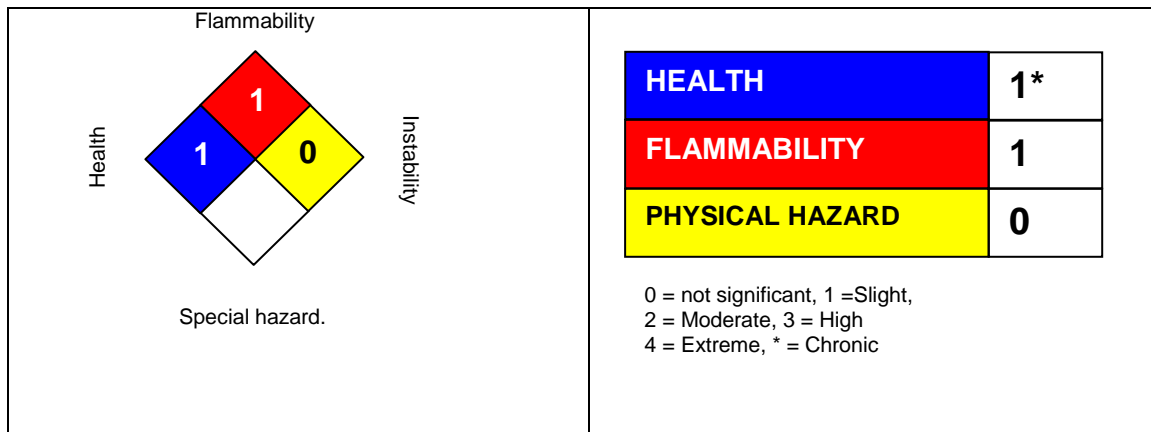 Flammability
1
Health
1
0
Instability
Special hazard.
HEALTH 1*
FLAMMABILITY 1
PHYSICAL HAZARD 0
0 = not significant, 1 =Slight,
2 = Moderate, 3 = High
4 = Extreme, * = Chronic